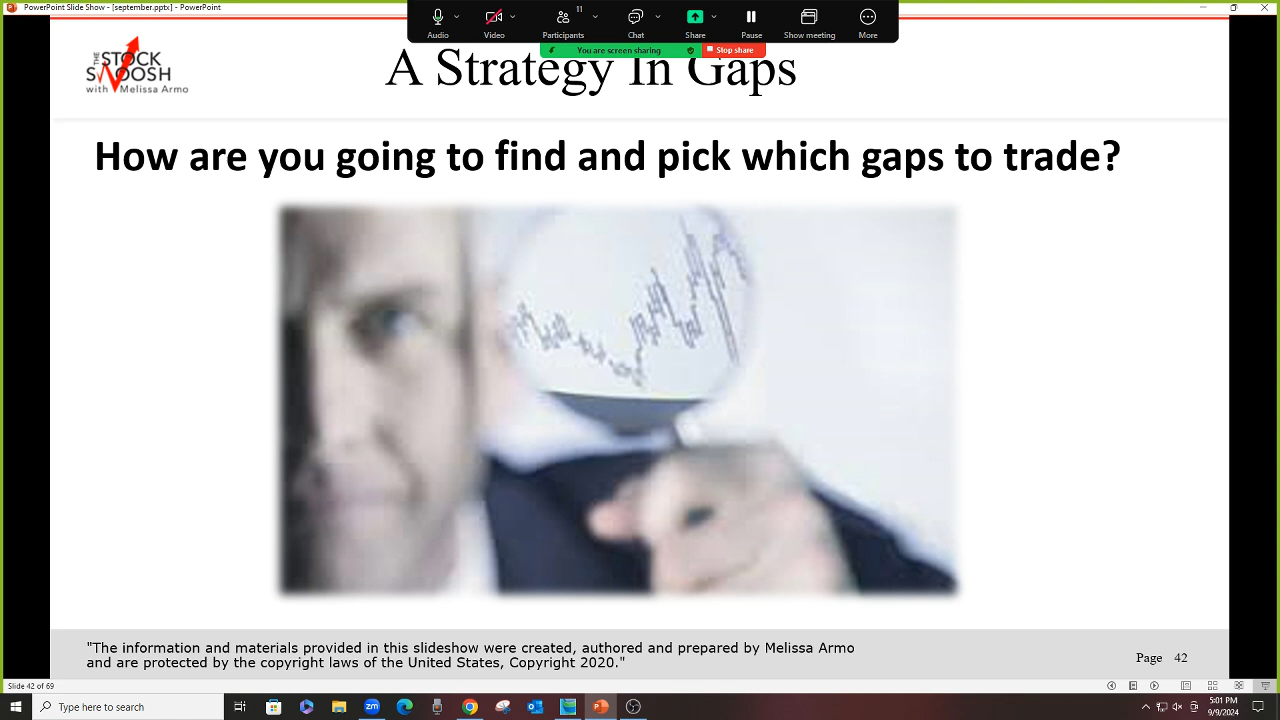 PowerPoint Slide Show - [september.pptx] - PowerPoint
11
Audio
Video
Participants
Chat
Share
Pause
Show meeting
More
You are screen sharing
Stop share
THE
STOCK
SWOOSH
with Melissa Armo
A Strategy In Gaps
How are you going to find and pick which gaps to trade?
"The information and materials provided in this slideshow were created, authored and prepared by Melissa Armo
and are protected by the copyright laws of the United States, Copyright 2020."
Page 42
Slide 42 of 69
Type here to search
zm
5:01 PM
9/9/2024